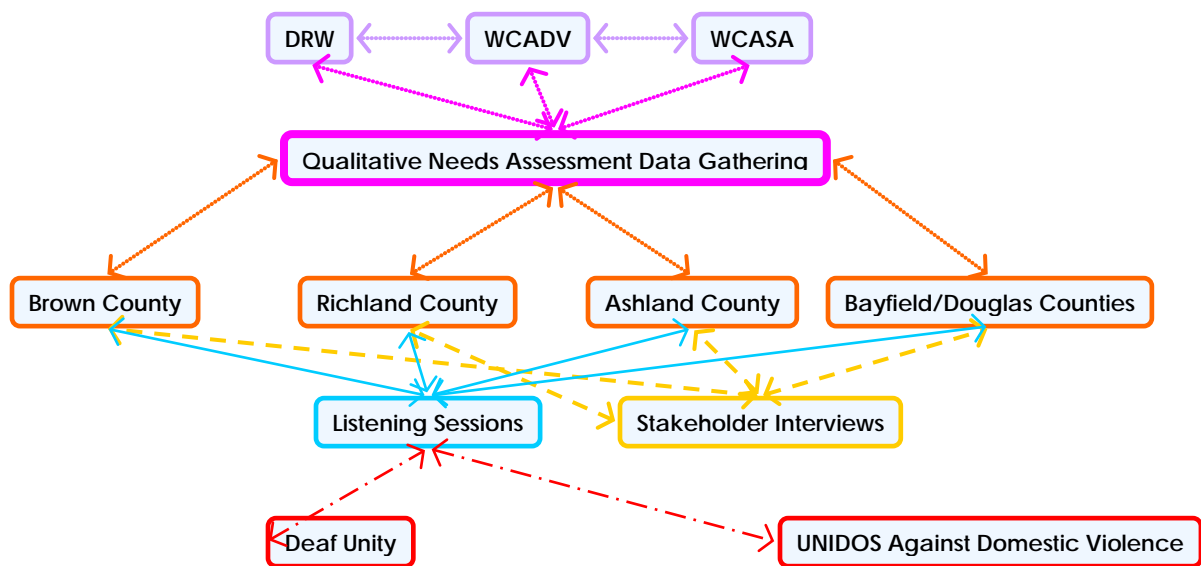 DRW
WCADV
WCASA
Qualitative Needs Assessment Data Gathering
Brown County
Richland County
Ashland County
Bayfield/Douglas Counties
Listening Sessions
Stakeholder Interviews
Deaf Unity
UNIDOS Against Domestic Violence